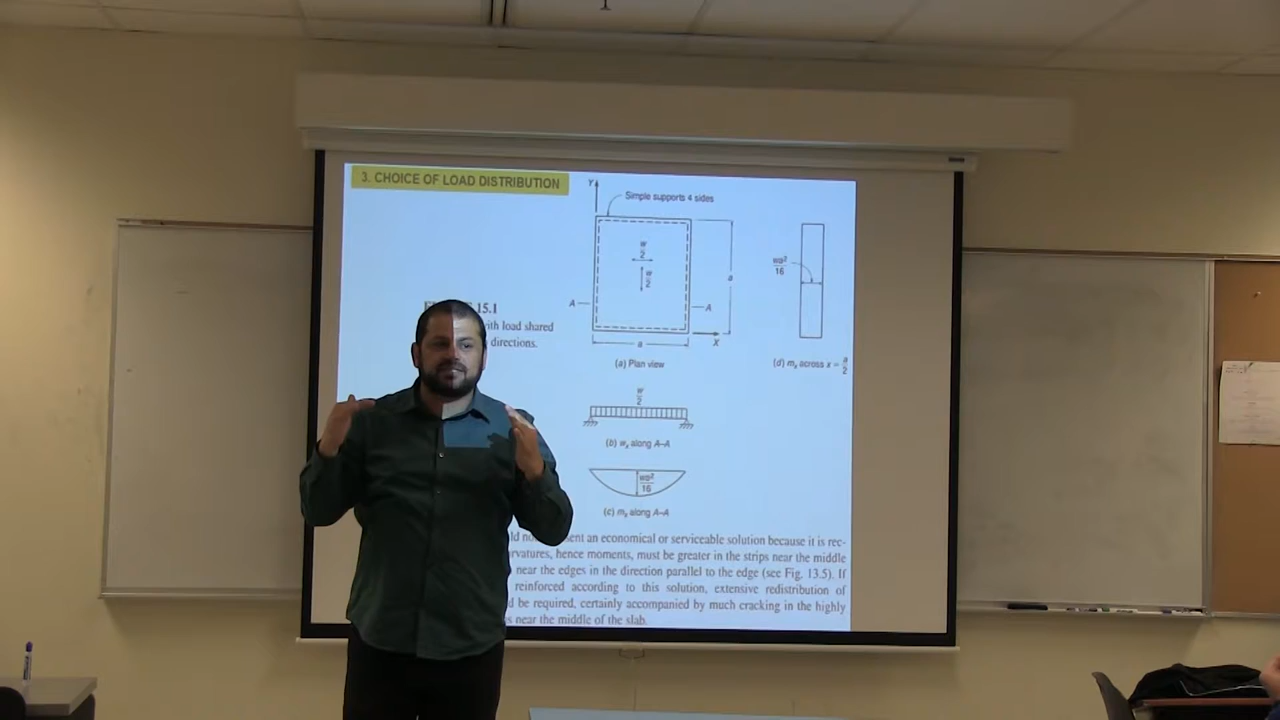 3. CHOICE OF LOAD DISTRIBUTION
Y
Simple supports 4 sides
w
2
w
2
a
A
A
a
X
(a) Plan view
wa²
16
(d) mx across x = a
2
15.1
ith load shared
directions.
w
2
(b) wx along A–A
wa²
16
(c) mx along A–A
ent an economical or serviceable solution because it is rec-
rvatures, hence moments, must be greater in the strips near the middle
near the edges in the direction parallel to the edge (see Fig. 13.5). If
reinforced according to this solution, extensive redistribution of
d be required, certainly accompanied by much cracking in the highly
s near the middle of the slab.